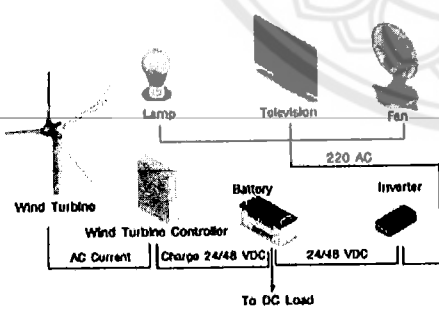 Lamp
Television
Fan
220 AC
Battery
Inverter
Wind Turbine
Wind Turbine Controller
AC Current
Charge 24/48 VDC
24/48 VDC
To DC Load